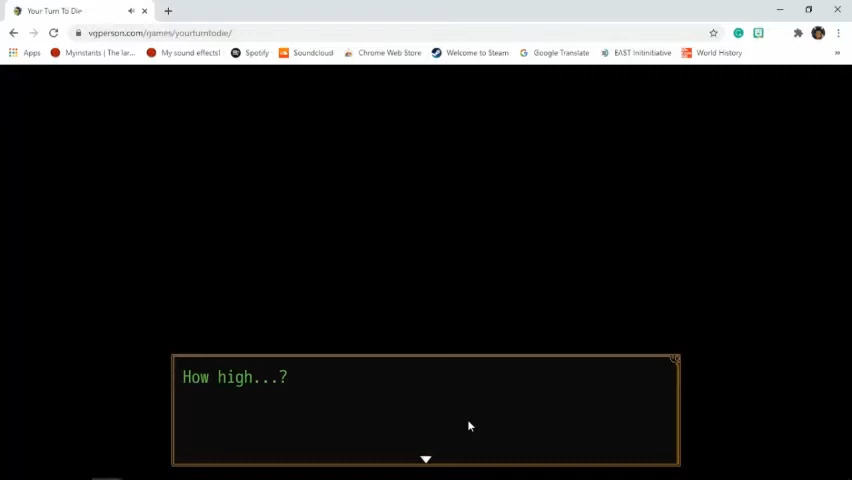 Your Turn To Die
vgperson.com/games/yourturntodie/
Apps
Myinstants | The lar...
My sound effects!
Spotify
Soundcloud
Chrome Web Store
Welcome to Steam
Google Translate
EAST Initinitiative
World History
How high...?